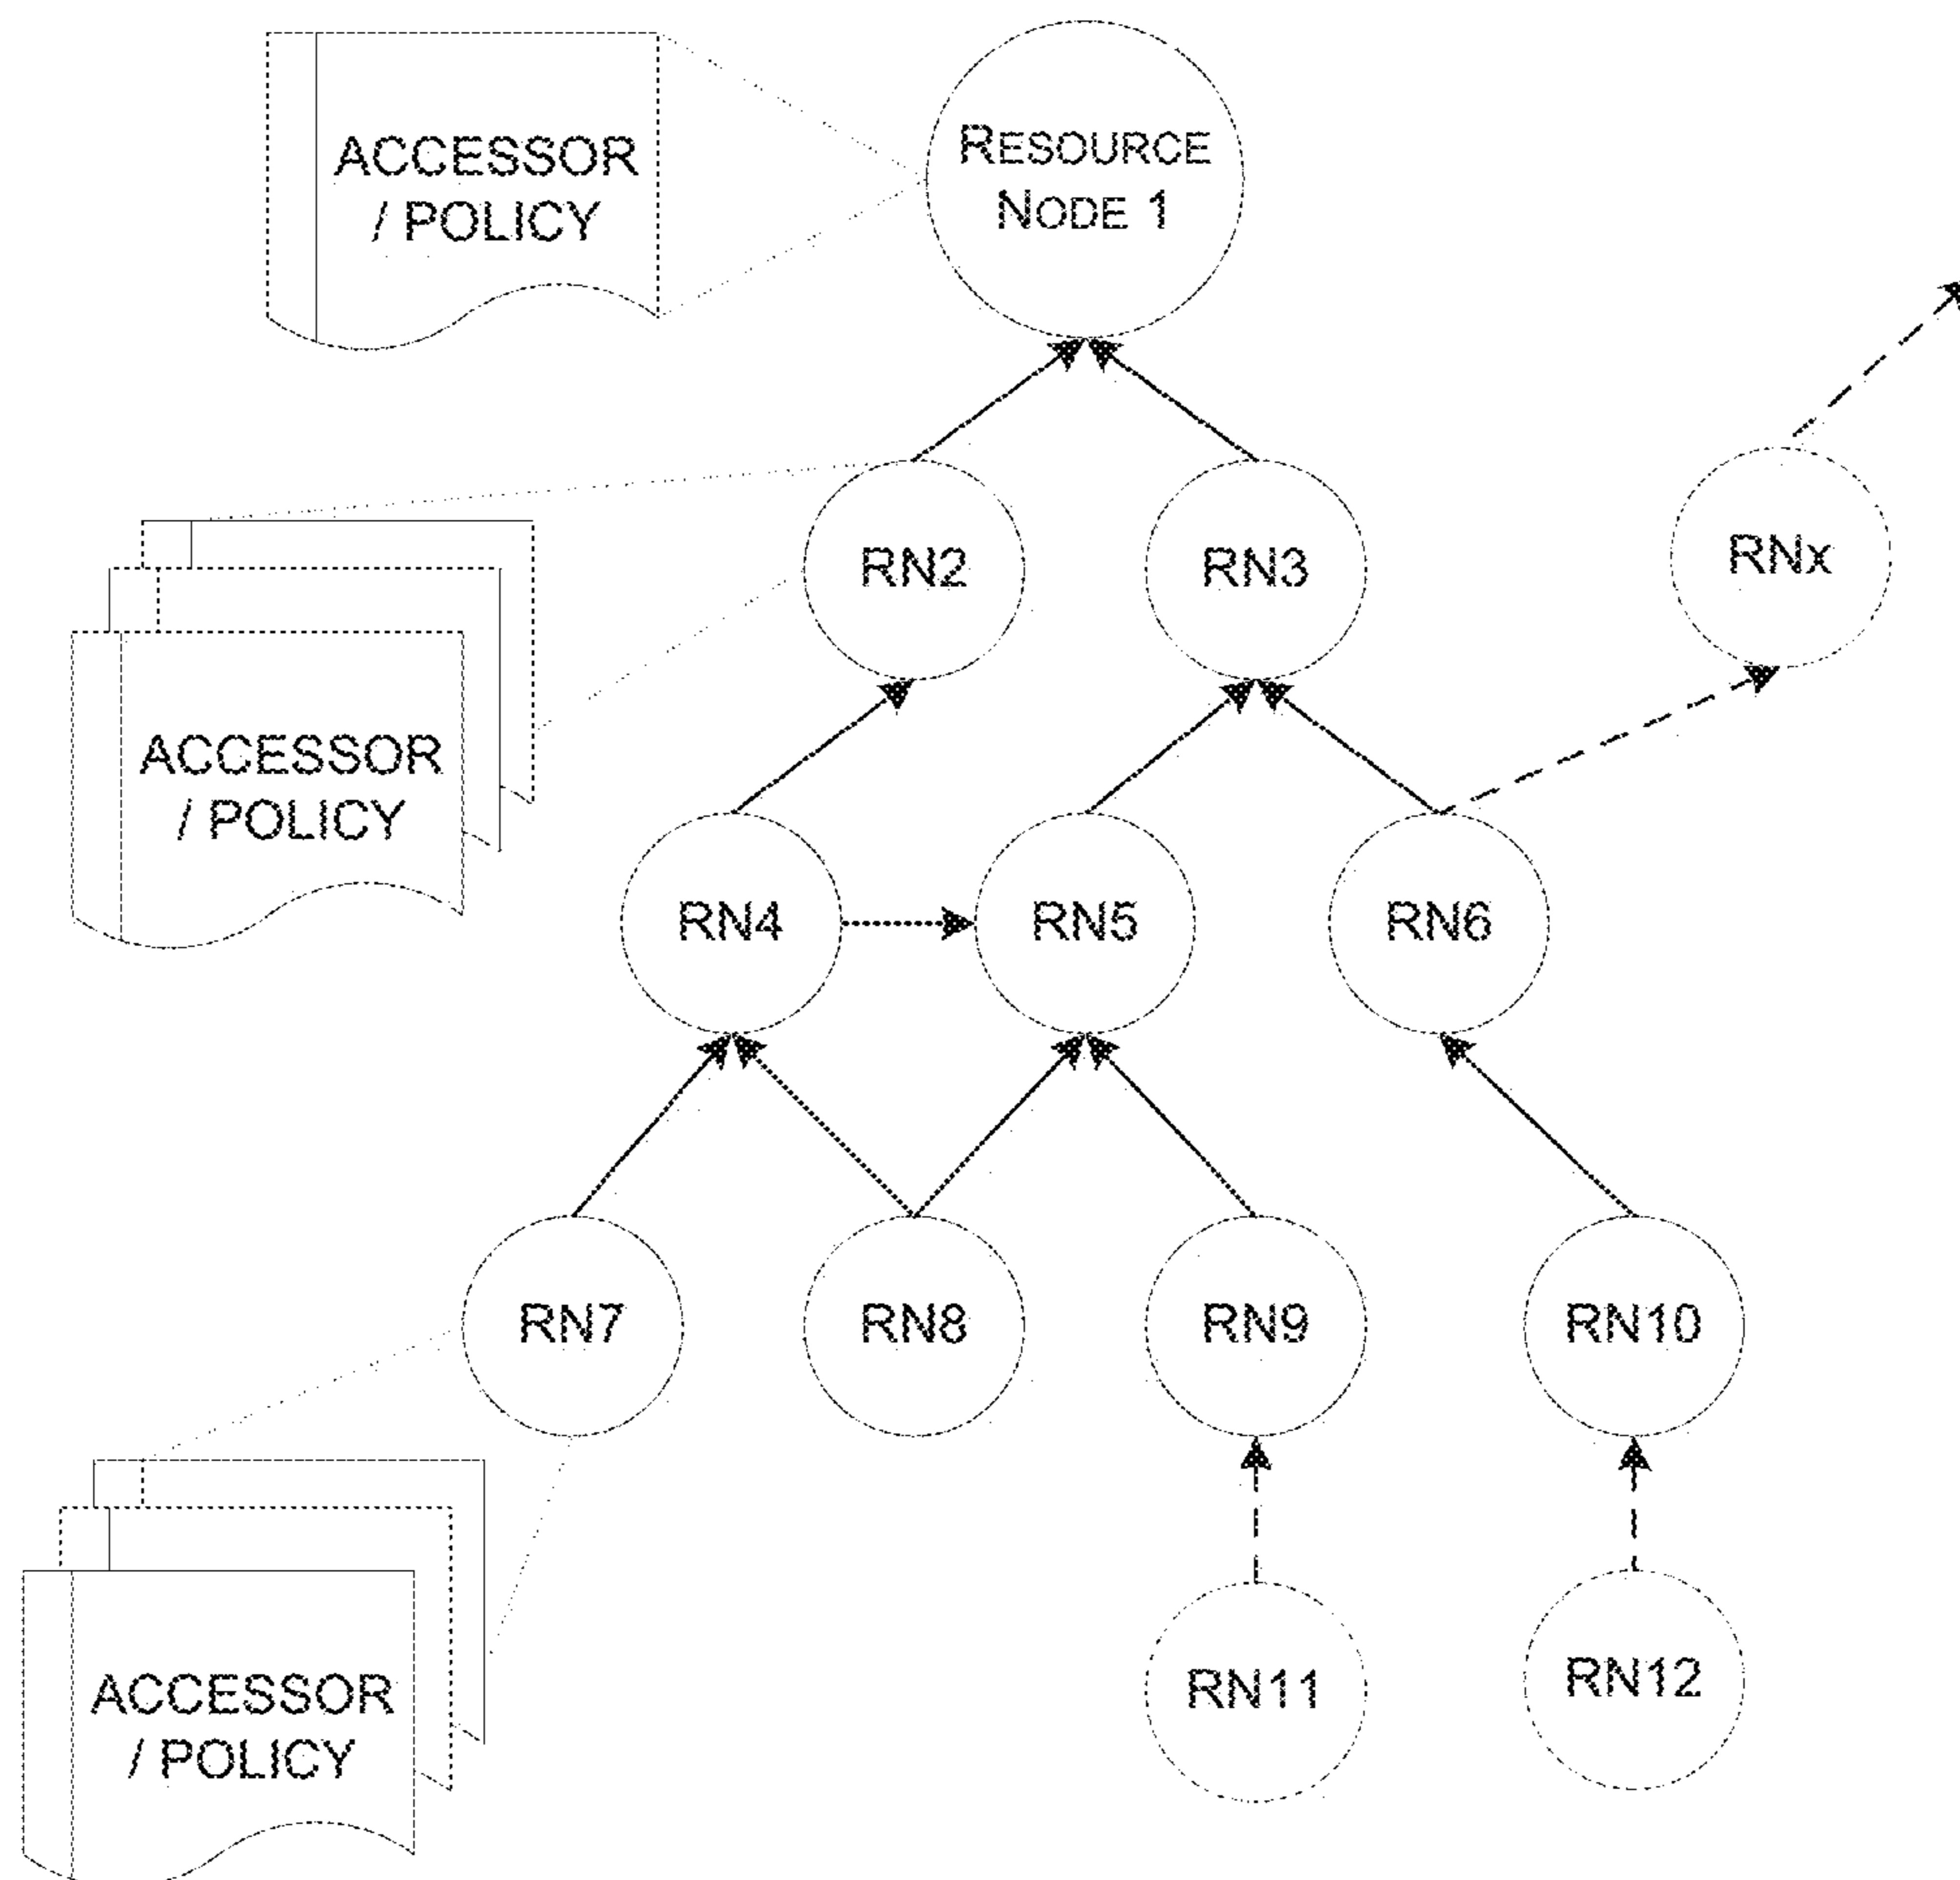 ACCESSOR
/ POLICY
RESOURCE
NODE 1
RN2
RN3
RNx
ACCESSOR
/ POLICY
RN4
RN5
RN6
RN7
RN8
RN9
RN10
ACCESSOR
/ POLICY
RN11
RN12